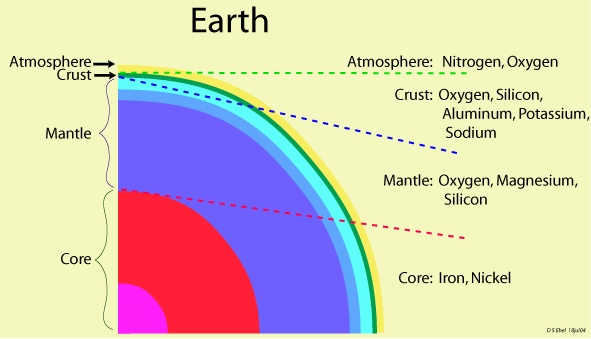 Earth
Atmosphere
Crust
Mantle
Core
Atmosphere: Nitrogen, Oxygen
Crust: Oxygen, Silicon,
Aluminum, Potassium,
Sodium
Mantle: Oxygen, Magnesium,
Silicon
Core: Iron, Nickel
D S Ebel 18jul04